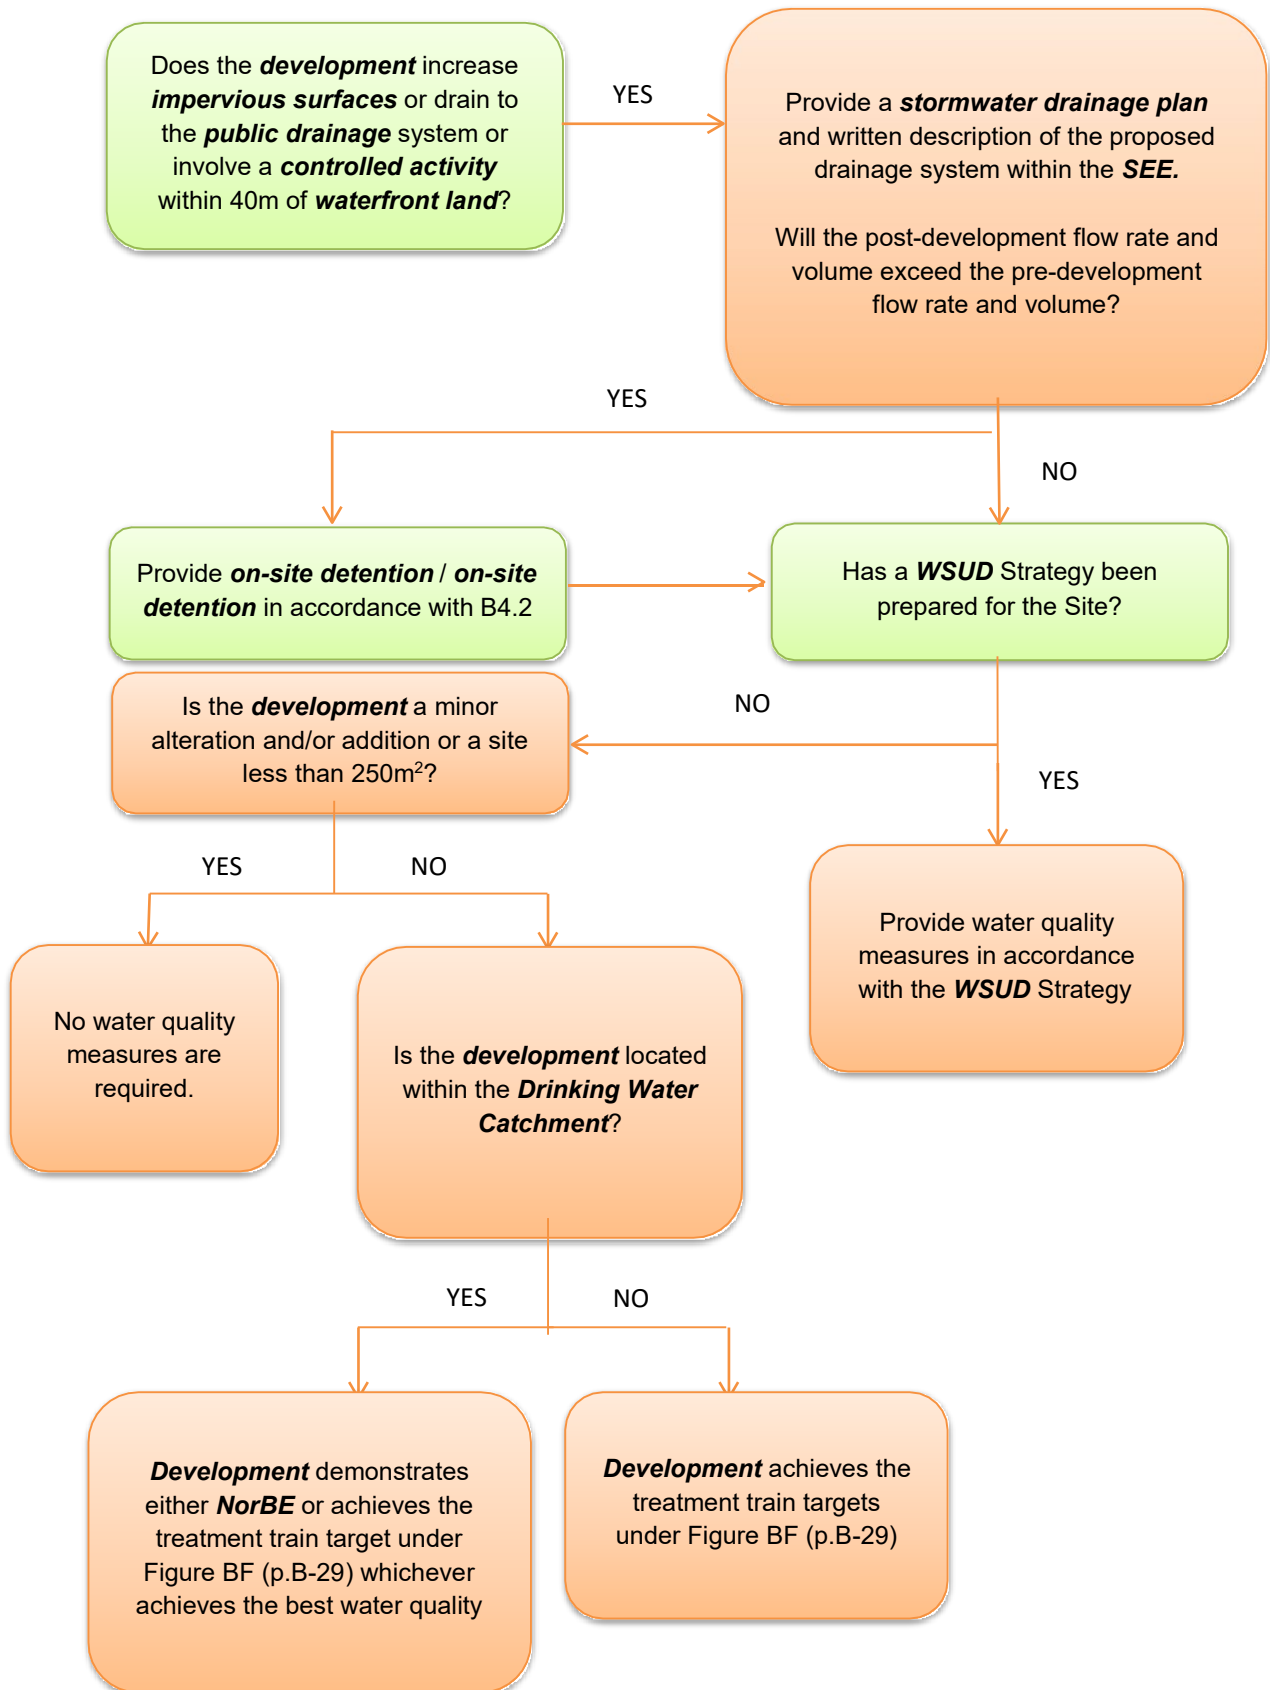 Does the development increase
impervious surfaces or drain to
the public drainage system or
involve a controlled activity
within 40m of waterfront land?
YES
Provide a stormwater drainage plan
and written description of the proposed
drainage system within the SEE.
Will the post-development flow rate and
volume exceed the pre-development
flow rate and volume?
YES
NO
Provide on-site detention / on-site
detention in accordance with B4.2
Has a WSUD Strategy been
prepared for the Site?
Is the development a minor
alteration and/or addition or a site
less than 250m²?
NO
YES
YES
NO
Provide water quality
measures in accordance
with the WSUD Strategy
No water quality
measures are
required.
Is the development located
within the Drinking Water
Catchment?
YES
NO
Development demonstrates
either NorBE or achieves the
treatment train target under
Figure BF (p.B-29) whichever
achieves the best water quality
Development achieves the
treatment train targets
under Figure BF (p.B-29)